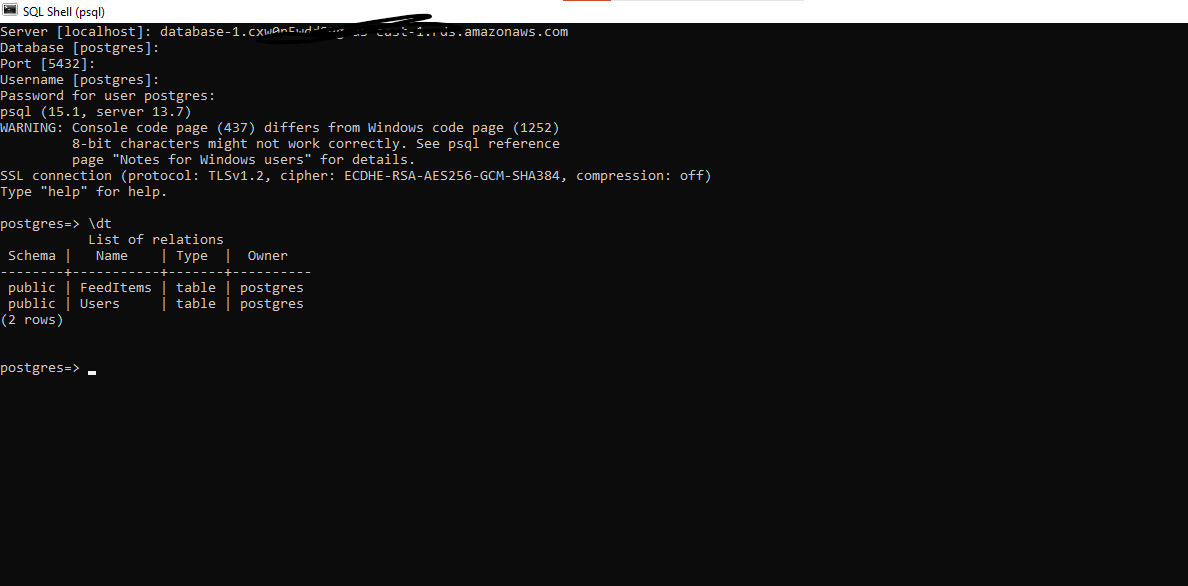 SQL Shell (psql)
Server [localhost]: database-1.rds.amazonaws.com
Database [postgres]:
Port [5432]:
Username [postgres]:
Password for user postgres:
psql (15.1, server 13.7)
WARNING: Console code page (437) differs from Windows code page (1252)
         8-bit characters might not work correctly. See psql reference
         page "Notes for Windows users" for details.
SSL connection (protocol: TLSv1.2, cipher: ECDHE-RSA-AES256-GCM-SHA384, compression: off)
Type "help" for help.
postgres=> \dt
           List of relations
 Schema |   Name    | Type  |  Owner
--------+-----------+-------+----------
 public | FeedItems | table | postgres
 public | Users     | table | postgres
(2 rows)
postgres=>